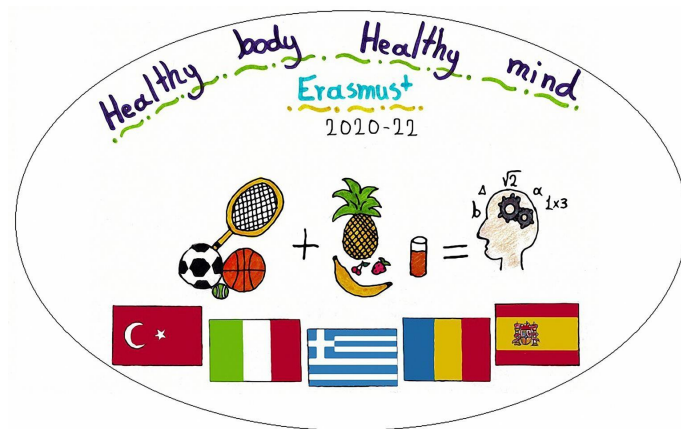 Healthy body Healthy mind
Erasmus+
2020-22
√2
Δ
α
b
1x3